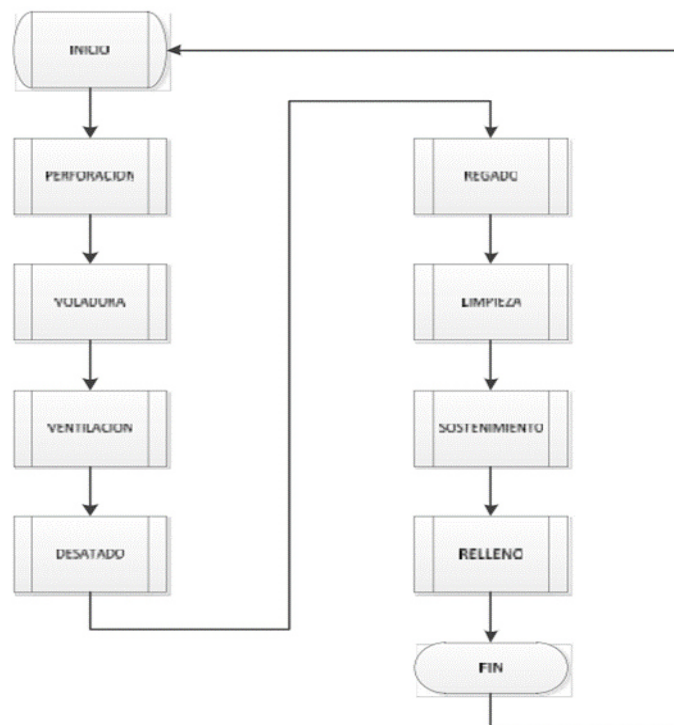 INICIO
PERFORACION
VOLADURA
VENTILACION
DESATADO
REGADO
LIMPIEZA
SOSTENIMIENTO
RELLENO
FIN